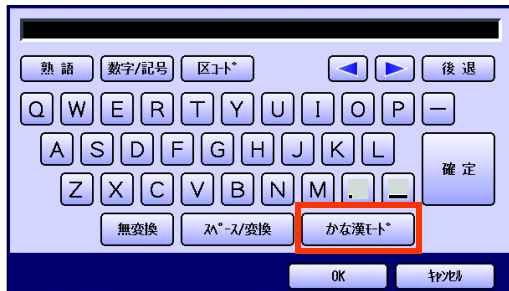 熟 語 数字/記号 区ｺｰﾄﾞ 後 退
Q W E R T Y U I O P ー
A S D F G H J K L 確 定
Z X C V B N M . _
無変換 ｽﾍﾟｰｽ/変換 かな漢ﾓｰﾄﾞ
OK ｷｬﾝｾﾙ